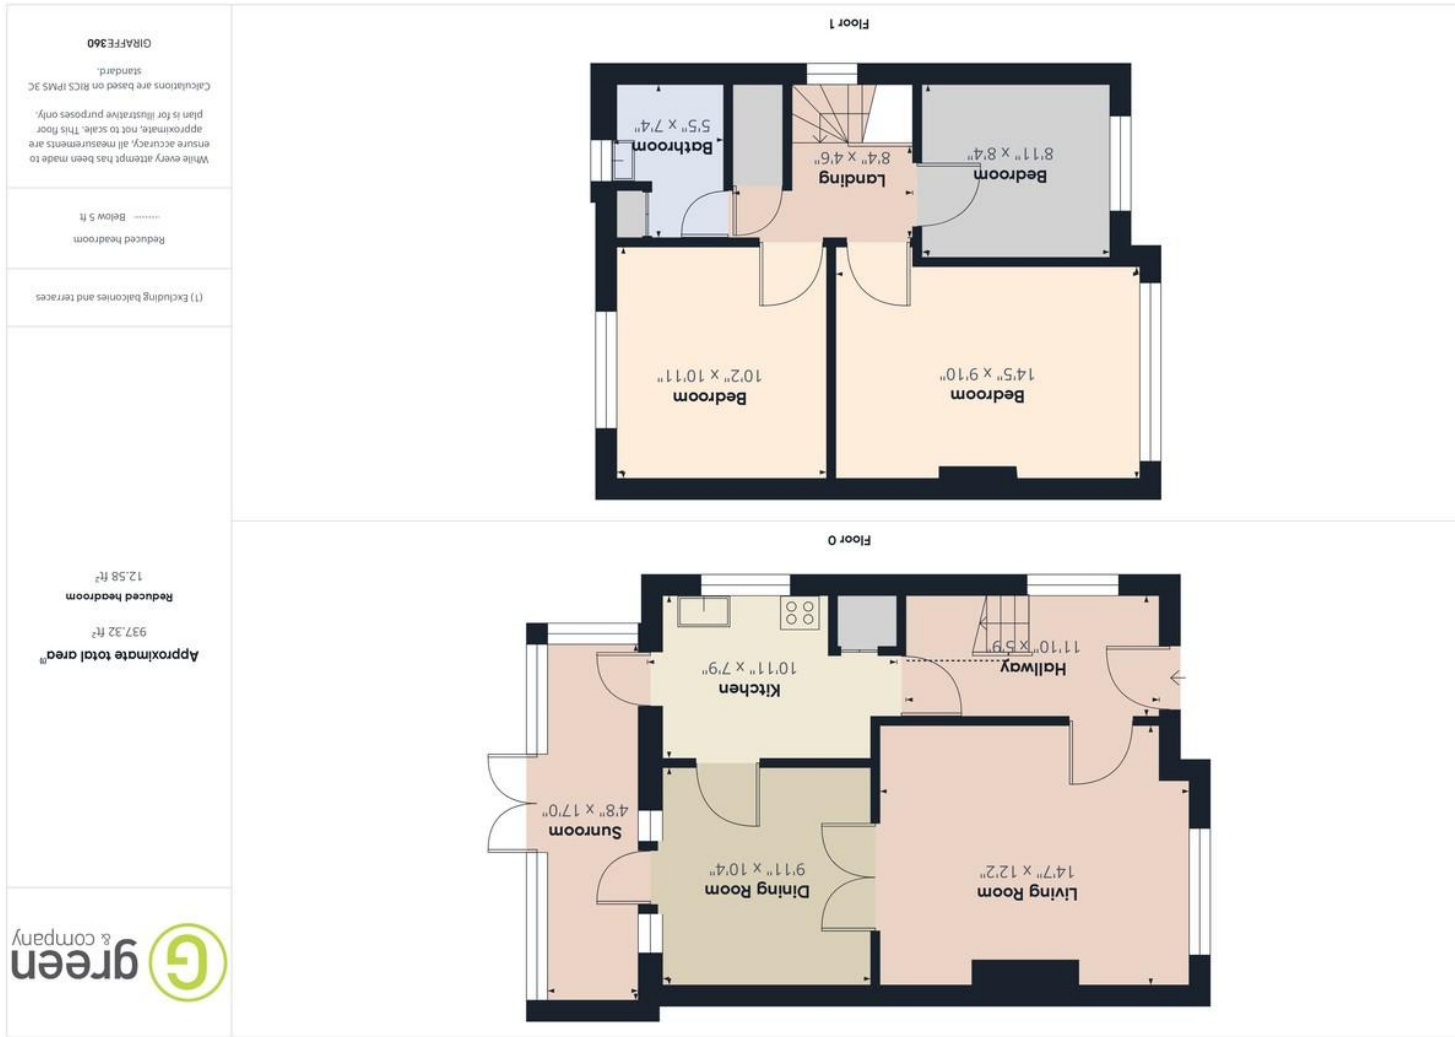 Living Room
14'7" x 12'2"
Dining Room
9'11" x 10'4"
Sunroom
4'8" x 17'0"
Hallway
11'10" x 5'9"
Kitchen
10'11" x 7'9"
Floor 0
Bedroom
14'5" x 9'10"
Bedroom
10'2" x 10'11"
Bedroom
8'11" x 8'4"
Landing
8'4" x 4'6"
Bathroom
5'5" x 7'4"
Floor 1
G green
& company
Approximate total area(1)
937.32 ft²
Reduced headroom
12.58 ft²
(1) Excluding balconies and terraces
Reduced headroom
Below 5 ft
While every attempt has been made to
ensure accuracy, all measurements are
approximate, not to scale. This floor
plan is for illustrative purposes only.
Calculations are based on RICS IPMS 3C
standard.
GIRAFFE360